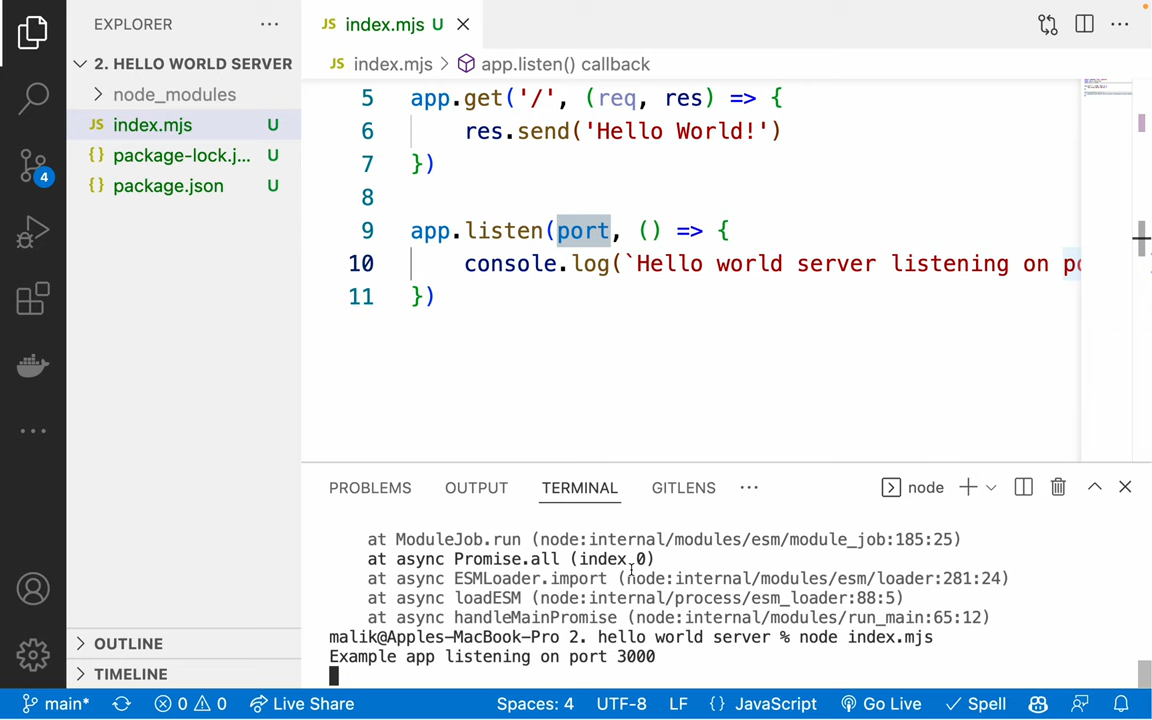 EXPLORER
JS index.mjs U
2. HELLO WORLD SERVER
JS index.mjs app.listen() callback
node_modules
JS index.mjs U
{} package-lock.j... U
{} package.json U
4
5 app.get('/', (req, res) => {
6 res.send('Hello World!')
7 })
8
9 app.listen(port, () => {
10 console.log(`Hello world server listening on po
11 })
PROBLEMS OUTPUT TERMINAL GITLENS ... node
at ModuleJob.run (node:internal/modules/esm/module_job:185:25)
at async Promise.all (index 0)
at async ESMLoader.import (node:internal/modules/esm/loader:281:24)
at async loadESM (node:internal/process/esm_loader:88:5)
at async handleMainPromise (node:internal/modules/run_main:65:12)
malik@Apples-MacBook-Pro 2. hello world server % node index.mjs
Example app listening on port 3000
OUTLINE
TIMELINE
main* 0 0 Live Share Spaces: 4 UTF-8 LF {} JavaScript Go Live Spell